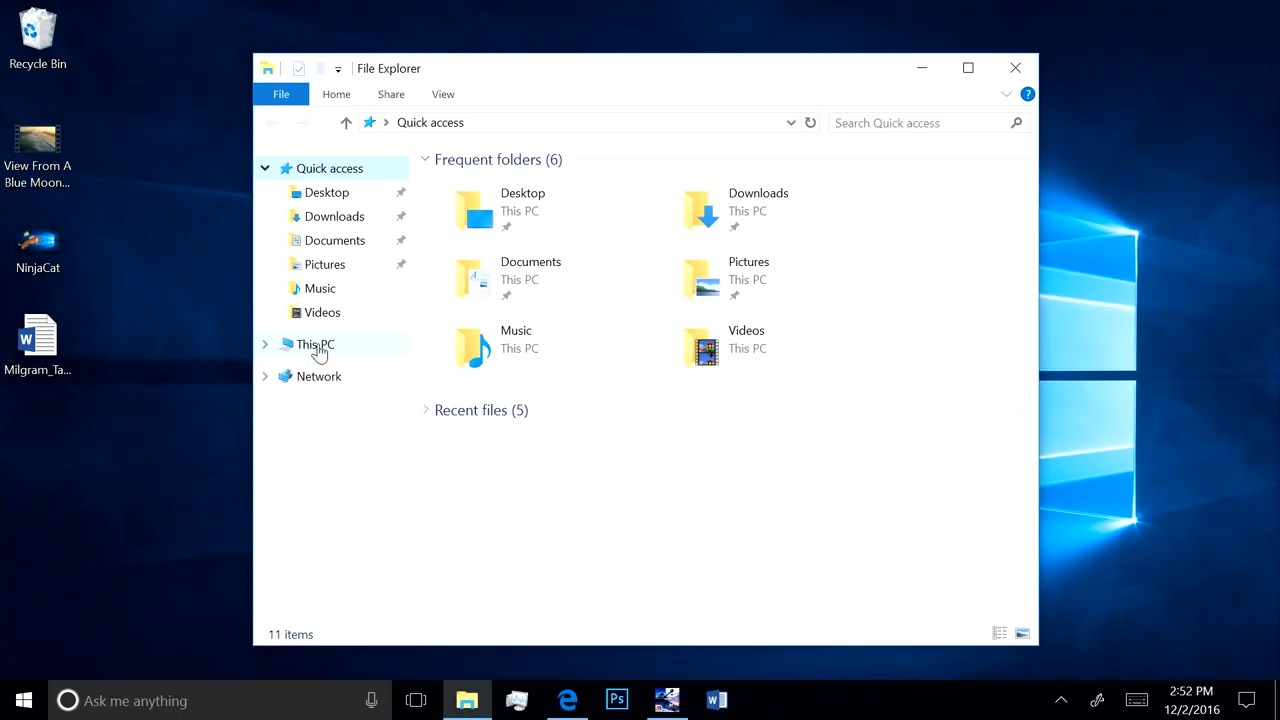 Recycle Bin
View From A
Blue Moon...
NinjaCat
Milgram_Ta...
File Explorer
File
Home
Share
View
?
Quick access
Search Quick access
Quick access
Desktop
Downloads
Documents
Pictures
Music
Videos
This PC
Network
Frequent folders (6)
Desktop
This PC
Downloads
This PC
Documents
This PC
Pictures
This PC
Music
This PC
Videos
This PC
Recent files (5)
11 items
Ask me anything
Ps
W
2:52 PM
12/2/2016